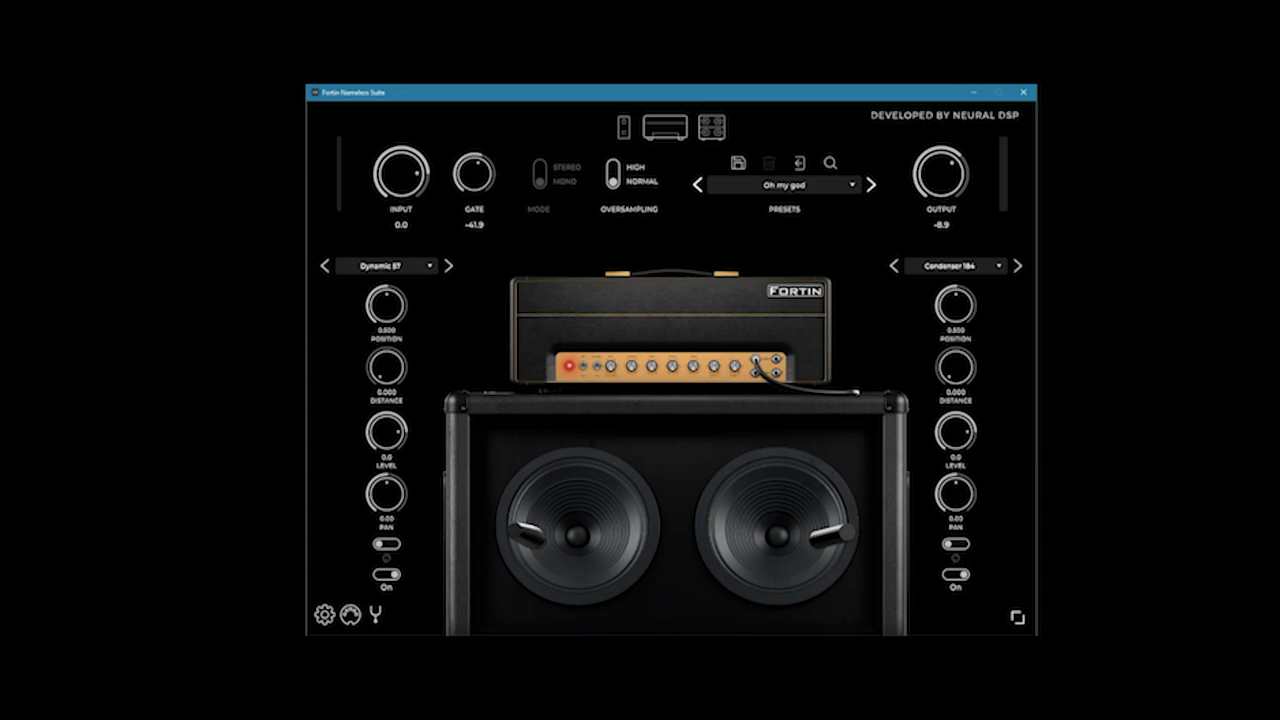 Fortin Nameless Suite
DEVELOPED BY NEURAL DSP
STEREO
MONO
MODE
HIGH
NORMAL
OVERSAMPLING
INPUT
0.0
GATE
-41.9
Oh my god
PRESETS
OUTPUT
-8.9
Dynamic 57
Condenser 184
FORTIN
0.500
POSITION
0.000
DISTANCE
0.0
LEVEL
0.00
PAN
On
0.500
POSITION
0.000
DISTANCE
0.0
LEVEL
0.00
PAN
On